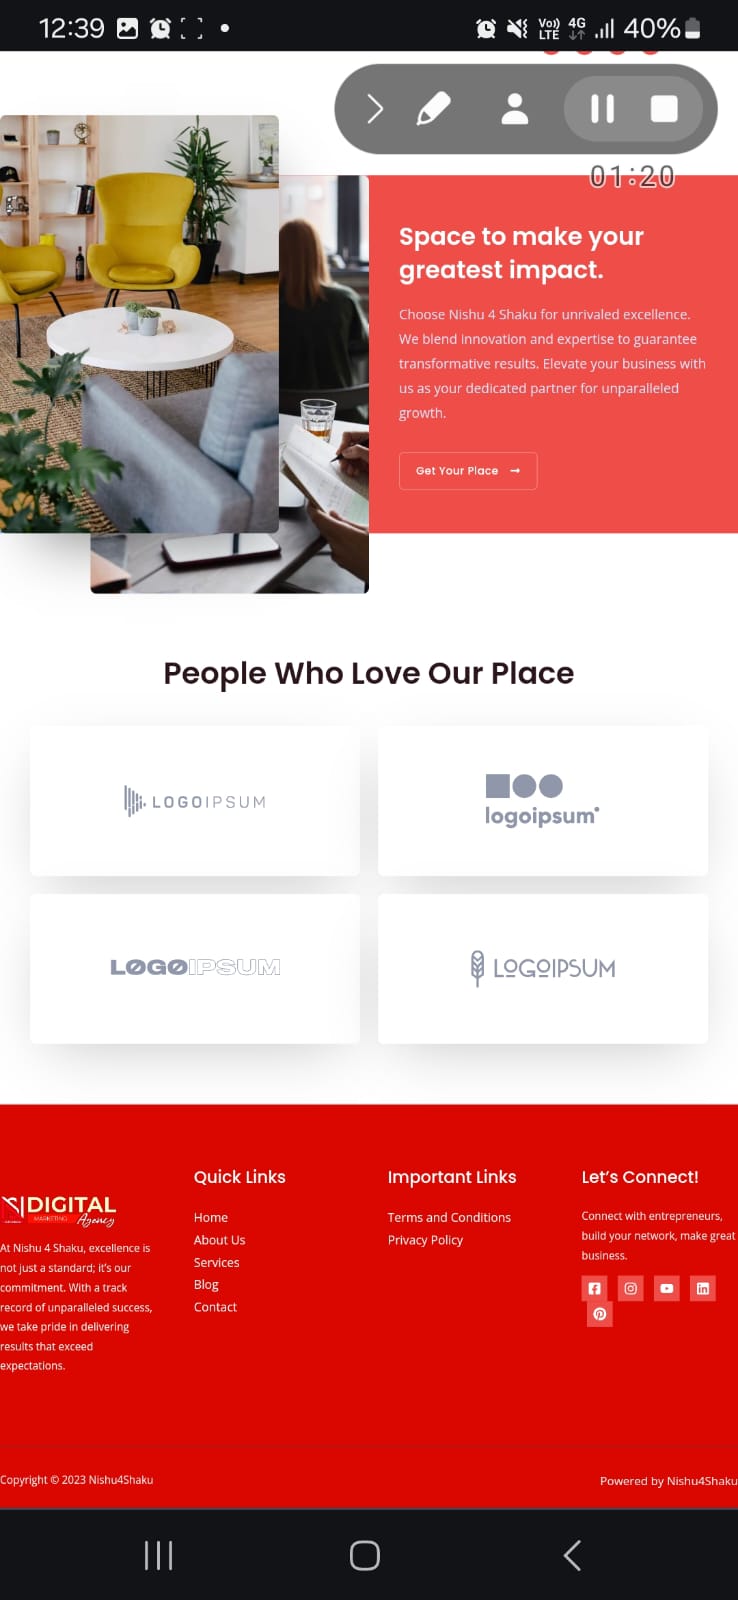 12:39
Vo))
LTE
4G
40%
01:20
Space to make your
greatest impact.
Choose Nishu 4 Shaku for unrivaled excellence.
We blend innovation and expertise to guarantee
transformative results. Elevate your business with
us as your dedicated partner for unparalleled
growth.
Get Your Place
People Who Love Our Place
LOGOIPSUM
logoipsum
LOGOIPSUM
LOGOIPSUM
DIGITAL
MARKETING
Agency
At Nishu 4 Shaku, excellence is
not just a standard; it's our
commitment. With a track
record of unparalleled success,
we take pride in delivering
results that exceed
expectations.
Quick Links
Home
About Us
Services
Blog
Contact
Important Links
Terms and Conditions
Privacy Policy
Let's Connect!
Connect with entrepreneurs,
build your network, make great
business.
Copyright © 2023 Nishu4Shaku
Powered by Nishu4Shaku